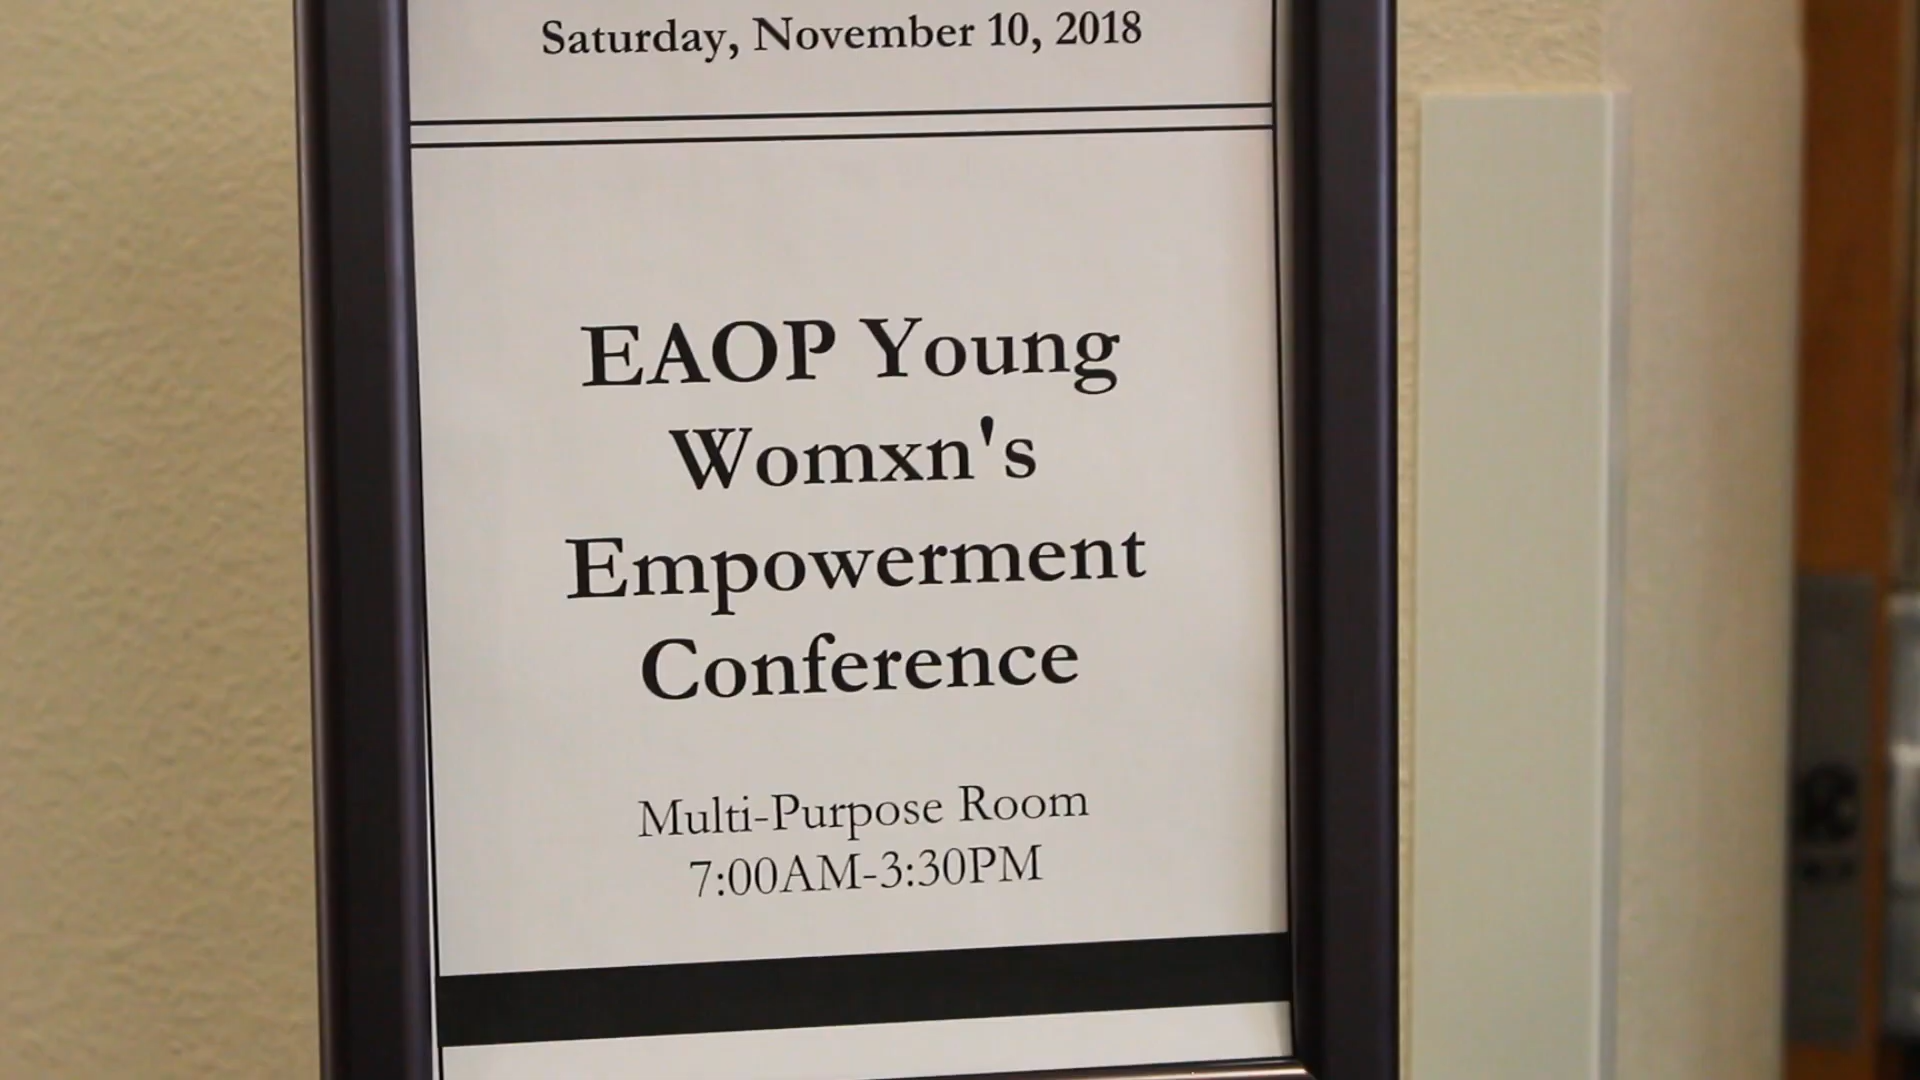 Saturday, November 10, 2018
EAOP Young
Womxn's
Empowerment
Conference
Multi-Purpose Room
7:00AM-3:30PM